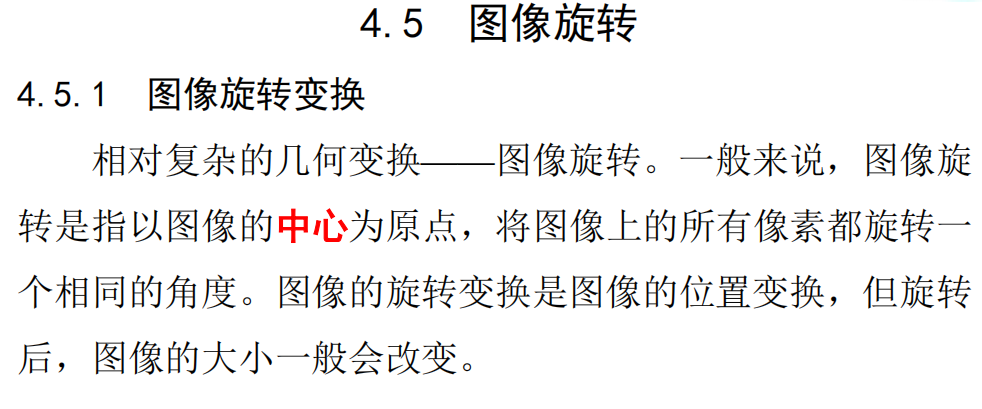 4.5 图像旋转
4.5.1 图像旋转变换
相对复杂的几何变换——图像旋转。一般来说，图像旋
转是指以图像的中心为原点，将图像上的所有像素都旋转一
个相同的角度。图像的旋转变换是图像的位置变换，但旋转
后，图像的大小一般会改变。